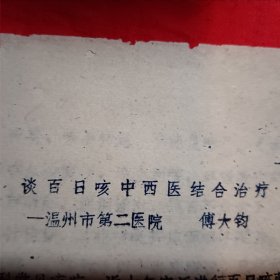 谈百日咳中西医结合治疗
—温州市第二医院 傅大钧